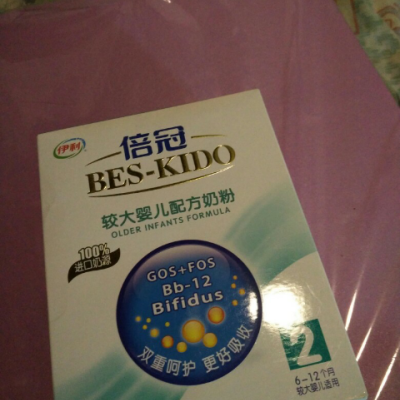 伊利
倍冠
BES-KIDO
较大婴儿配方奶粉
OLDER INFANTS FORMULA
100%
进口奶源
GOS+FOS
Bb-12
Bifidus
双重呵护 更好吸收
2
6-12个月
较大婴儿适用